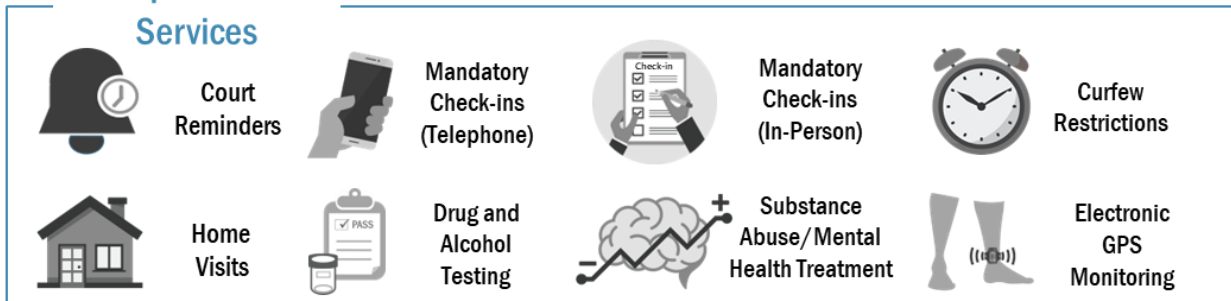 Services
Court
Reminders
Mandatory
Check-ins
(Telephone)
Check-in
Mandatory
Check-ins
(In-Person)
Curfew
Restrictions
Home
Visits
PASS
Drug and
Alcohol
Testing
+
-
Substance
Abuse/Mental
Health Treatment
Electronic
GPS
Monitoring